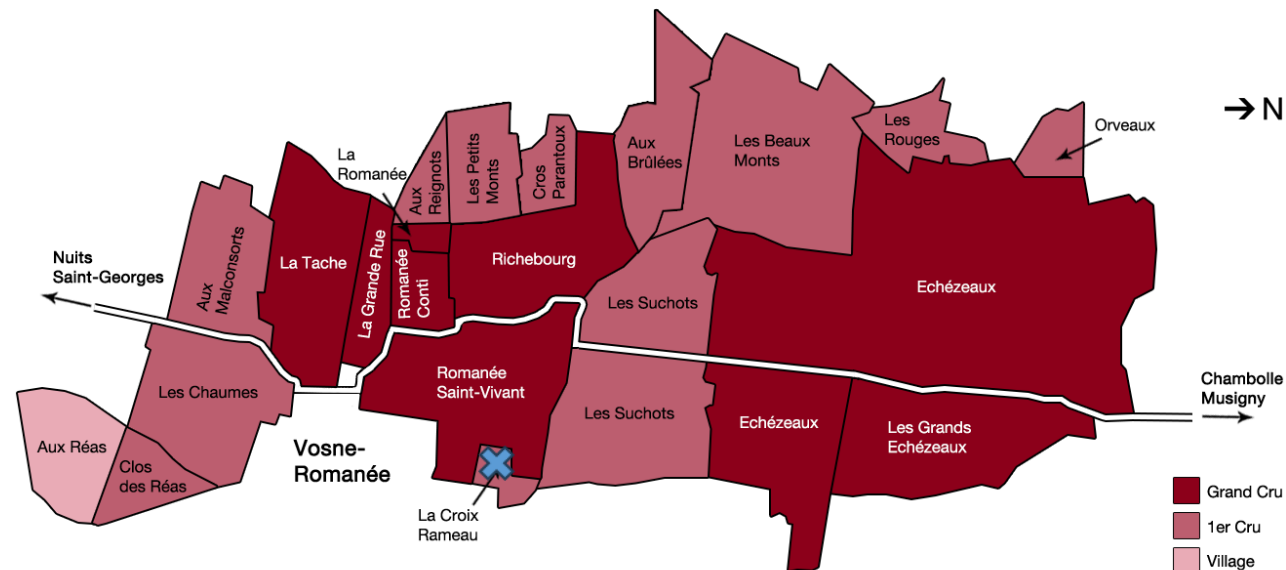 N
Les
Rouges
Orveaux
Les Beaux
Monts
Aux
Brûlées
La
Romanée
Aux
Reignots
Les Petits
Monts
Cros
Parantoux
Nuits
Saint-Georges
Aux
Malconsorts
La Tache
La Grande Rue
Romanée
Conti
Richebourg
Les Suchots
Echézeaux
Les Chaumes
Romanée
Saint-Vivant
Les Suchots
Echézeaux
Les Grands
Echézeaux
Chambolle
Musigny
Aux Réas
Clos
des Réas
Vosne-
Romanée
La Croix
Rameau
Grand Cru
1er Cru
Village